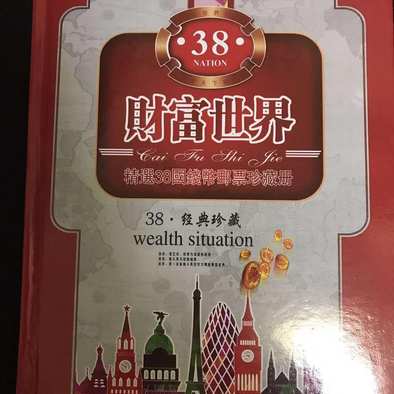 ·38·
NATION
財富世界
Cai Fu Shi Jie
精選38國錢幣郵票珍藏册
38·经典珍藏
wealth situation